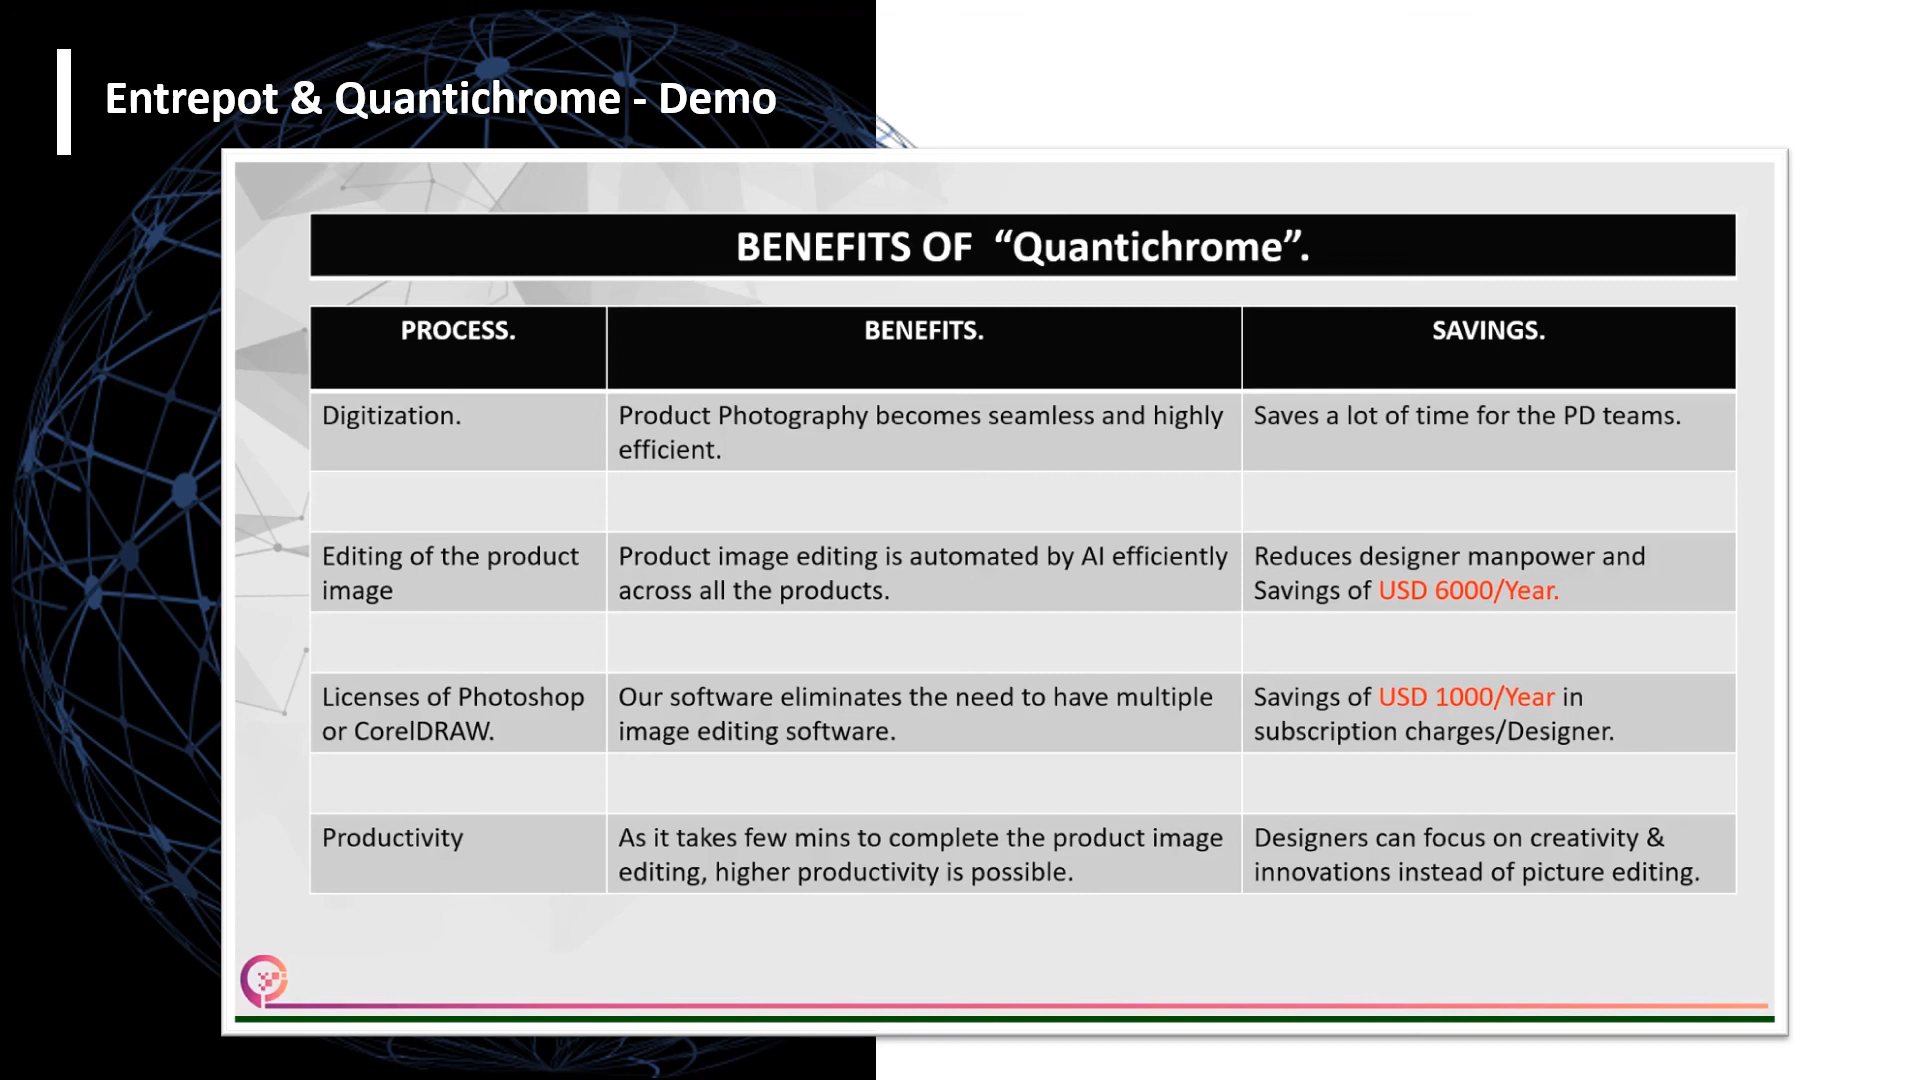 Entrepot & Quantichrome - Demo
BENEFITS OF “Quantichrome”.
PROCESS.
BENEFITS.
SAVINGS.
Digitization.
Product Photography becomes seamless and highly
efficient.
Saves a lot of time for the PD teams.
Editing of the product
image
Product image editing is automated by AI efficiently
across all the products.
Reduces designer manpower and
Savings of USD 6000/Year.
Licenses of Photoshop
or CorelDRAW.
Our software eliminates the need to have multiple
image editing software.
Savings of USD 1000/Year in
subscription charges/Designer.
Productivity
As it takes few mins to complete the product image
editing, higher productivity is possible.
Designers can focus on creativity &
innovations instead of picture editing.